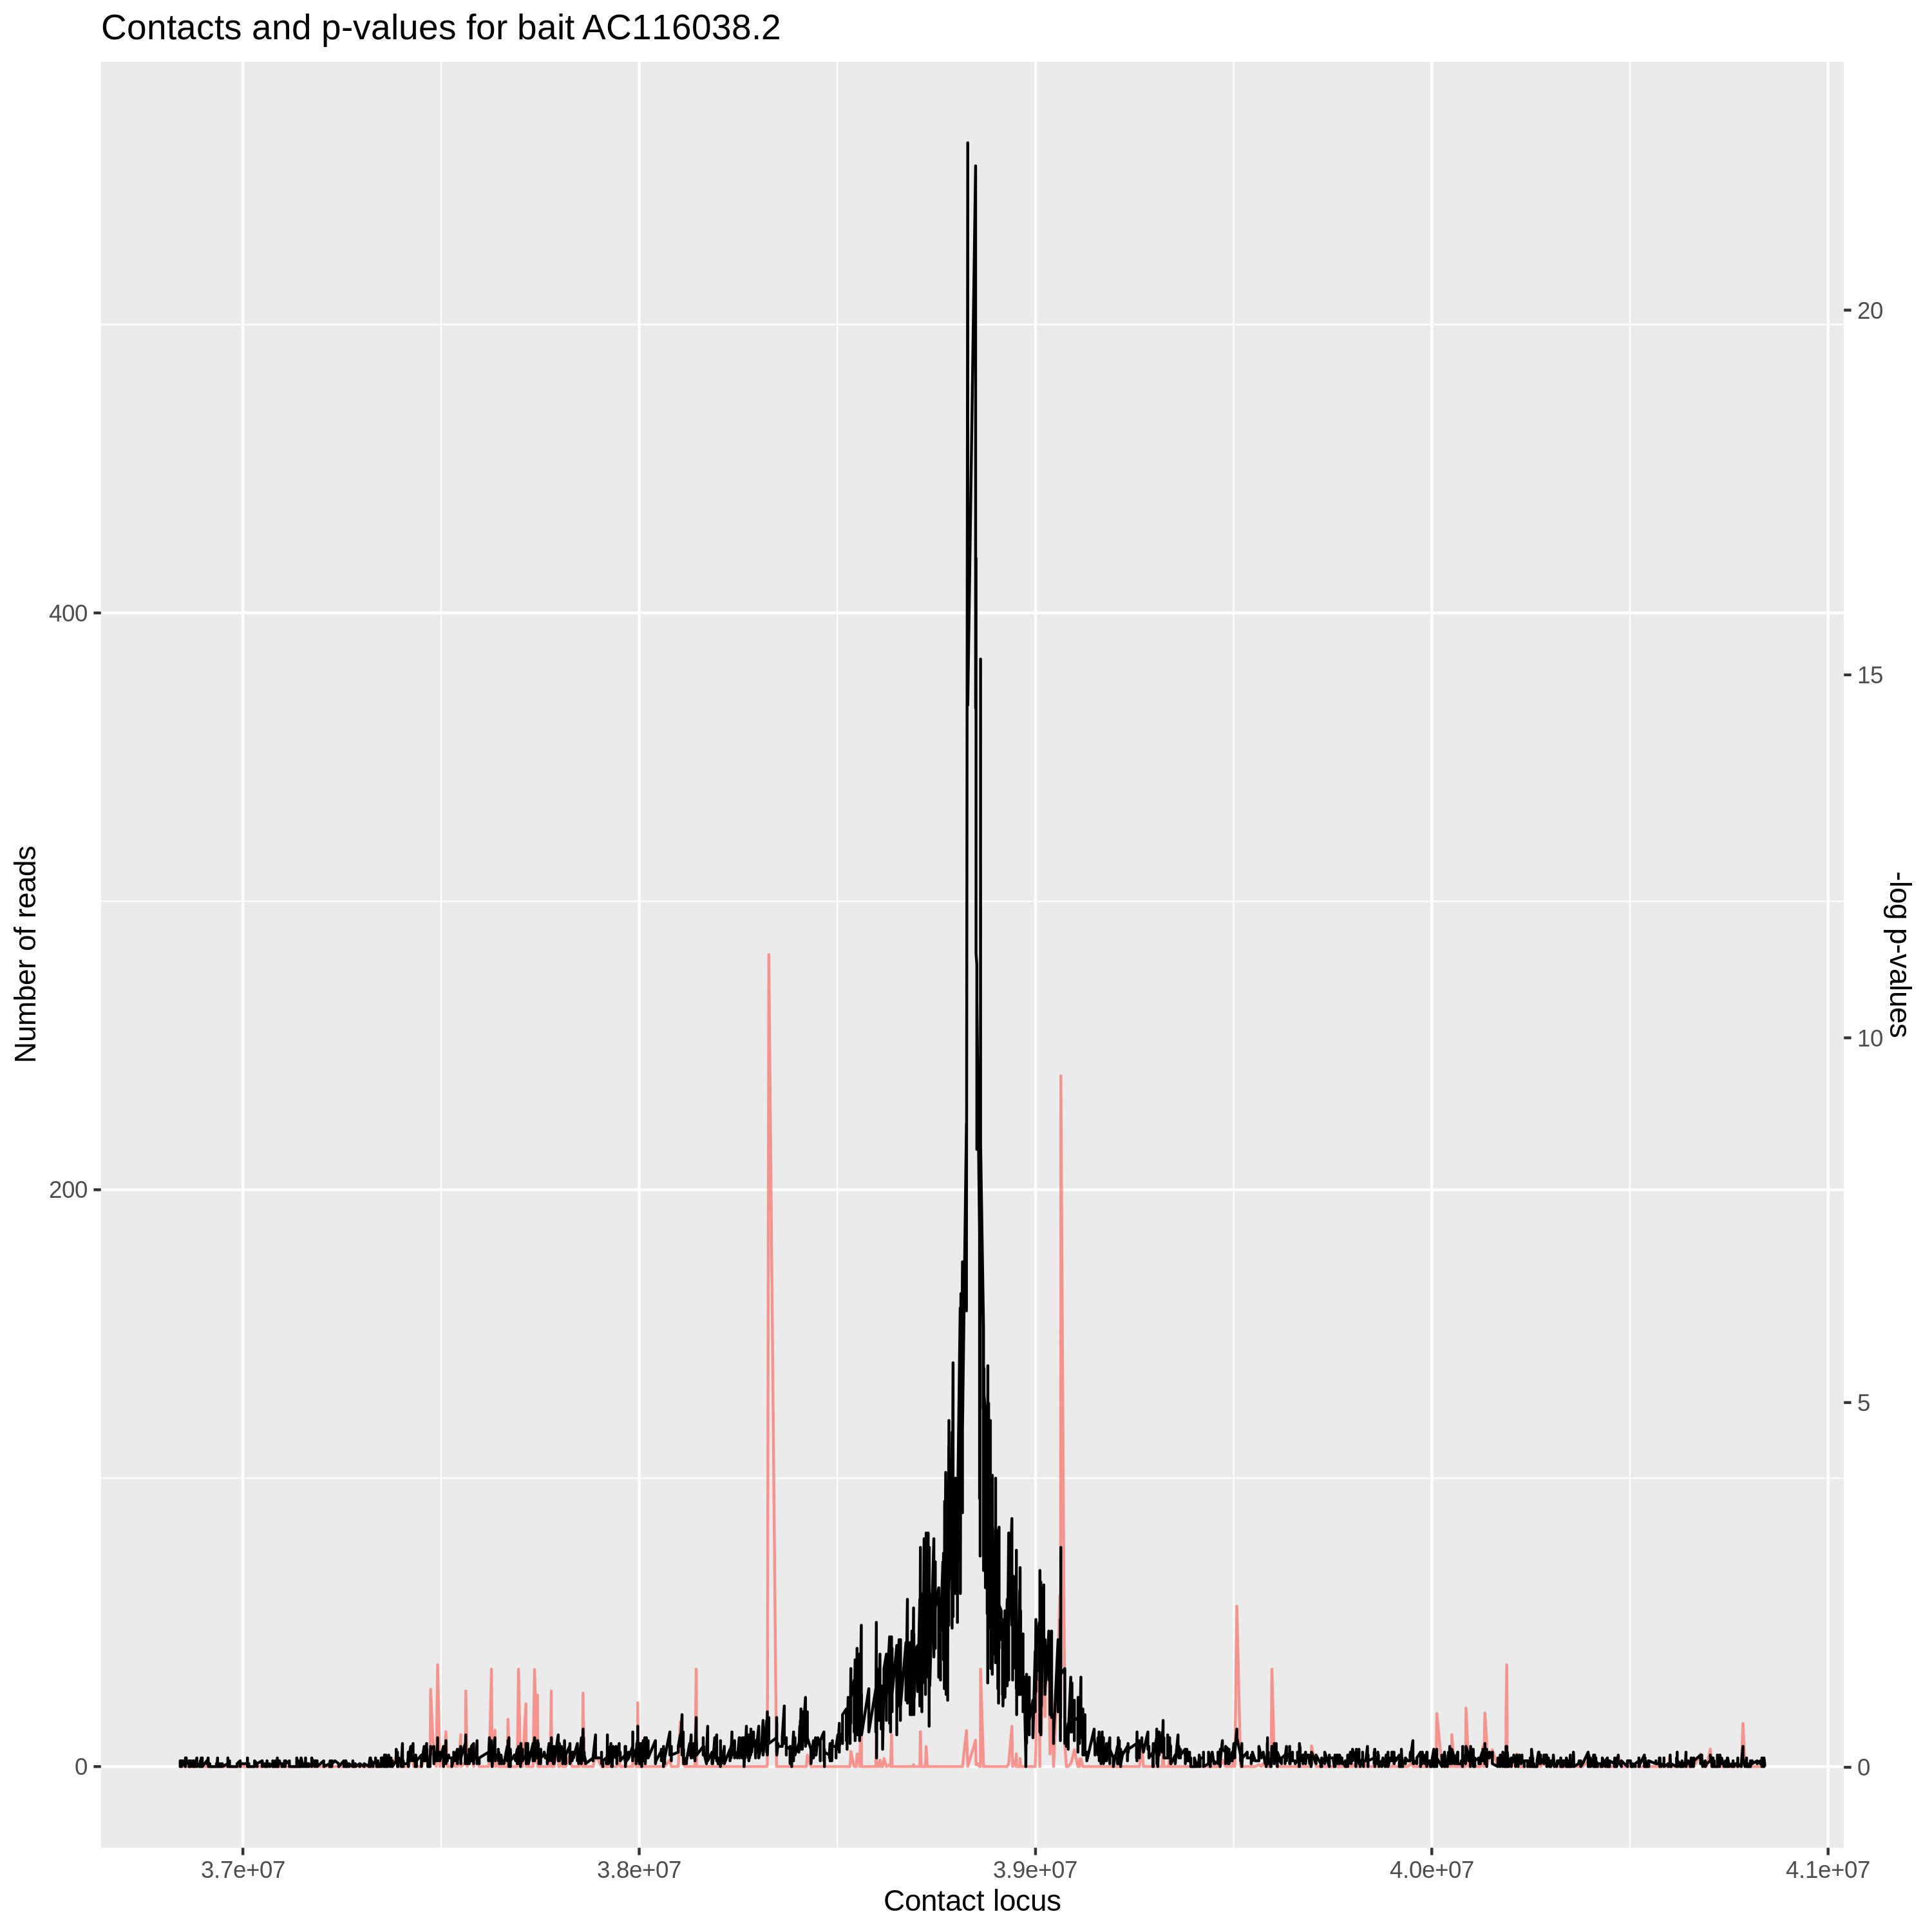 Contacts and p-values for bait AC116038.2
Number of reads
400
200
0
20
15
10
5
0
-log p-values
3.7e+07
3.8e+07
3.9e+07
4.0e+07
4.1e+07
Contact locus